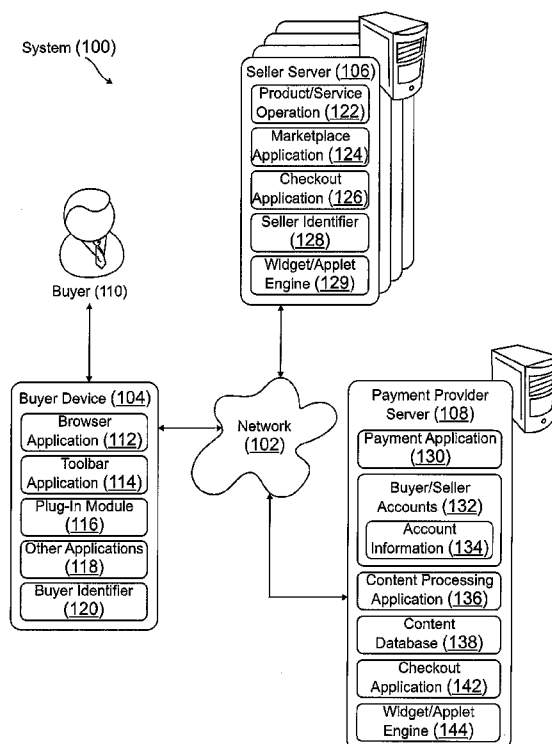 System (100)
Seller Server (106)
Product/Service
Operation (122)
Marketplace
Application (124)
Checkout
Application (126)
Seller Identifier
(128)
Widget/Applet
Engine (129)
Buyer (110)
Buyer Device (104)
Browser
Application (112)
Toolbar
Application (114)
Plug-In Module
(116)
Other Applications
(118)
Buyer Identifier
(120)
Network
(102)
Payment Provider
Server (108)
Payment Application
(130)
Buyer/Seller
Accounts (132)
Account
Information (134)
Content Processing
Application (136)
Content
Database (138)
Checkout
Application (142)
Widget/Applet
Engine (144)